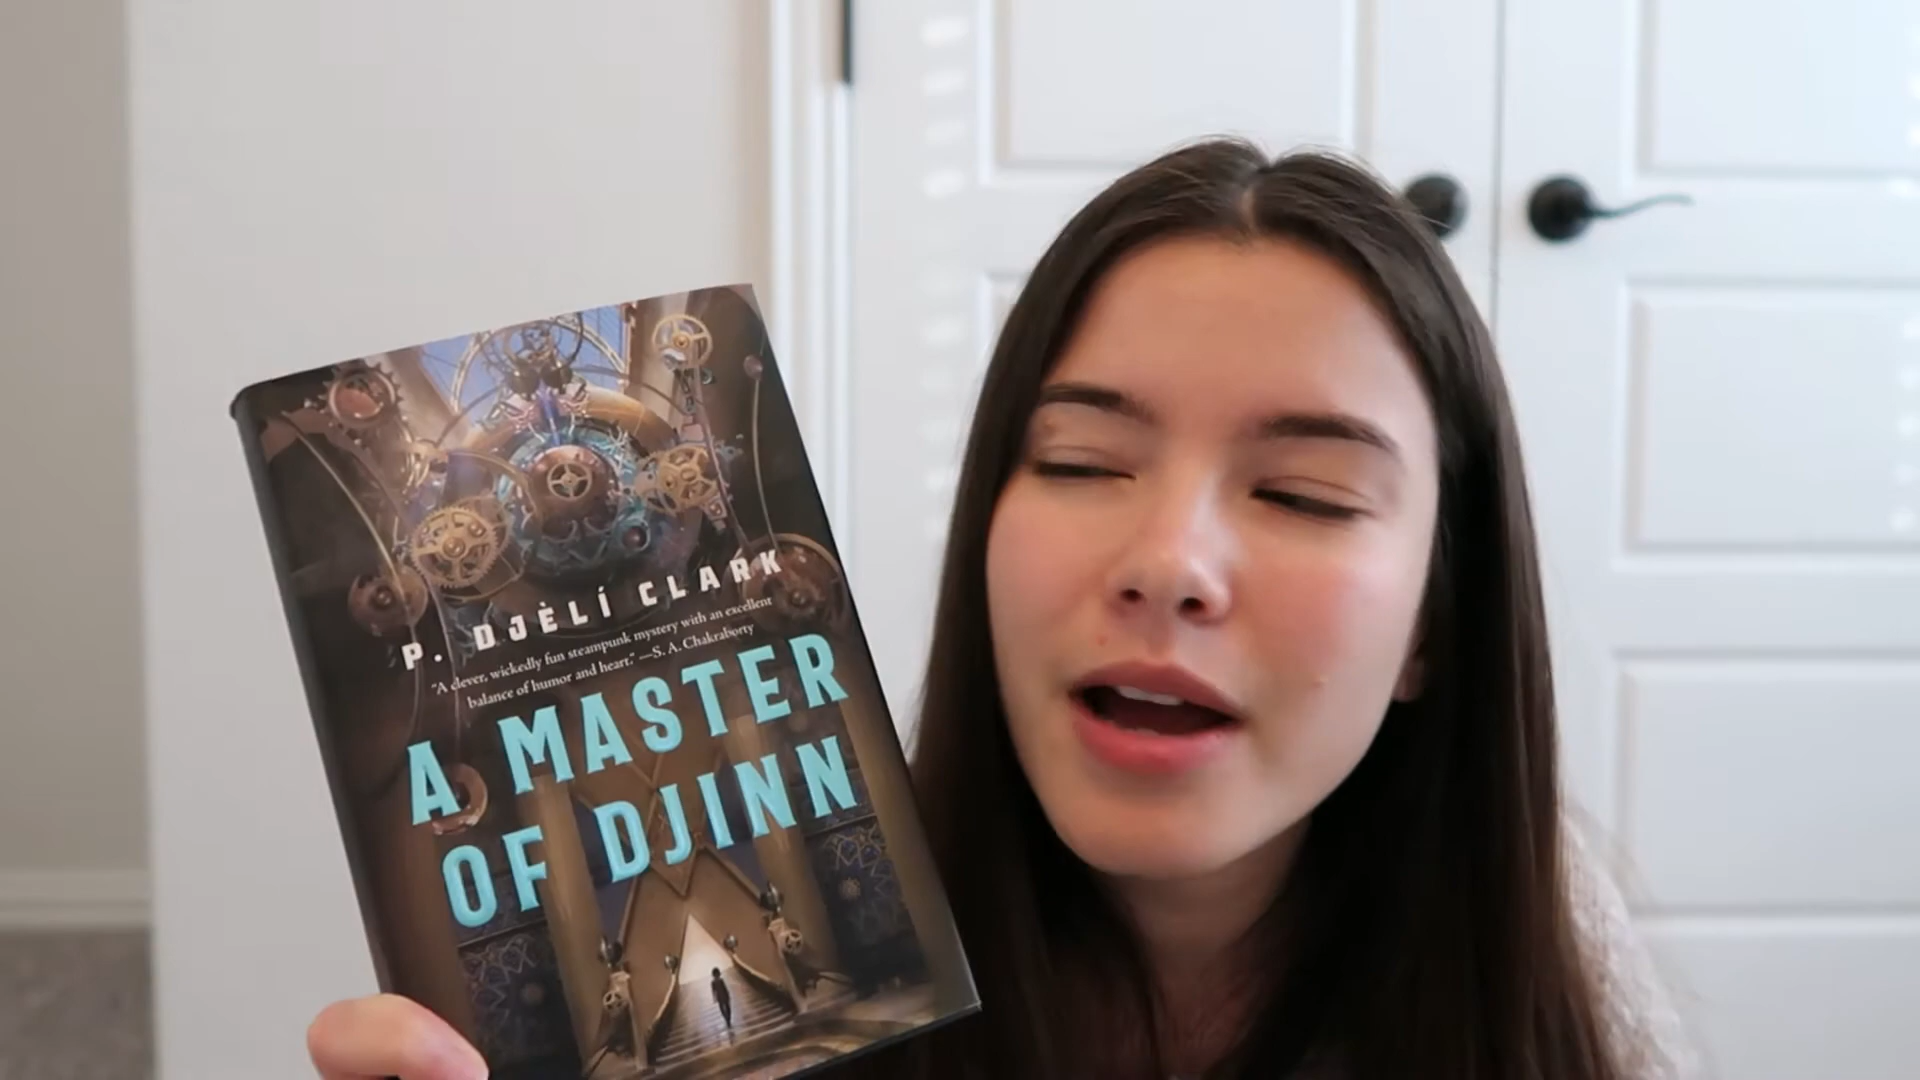 P. DJÈLÍ CLARK
"A clever, wickedly fun steampunk mystery with an excellent
balance of humor and heart." —S. A. Chakraborty
A MASTER
OF DJINN